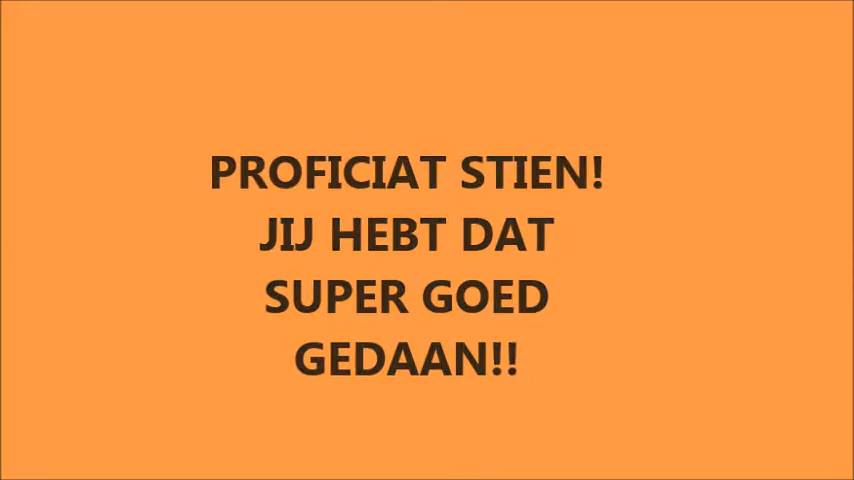 PROFICIAT STIEN!
JIJ HEBT DAT
SUPER GOED
GEDAAN!!